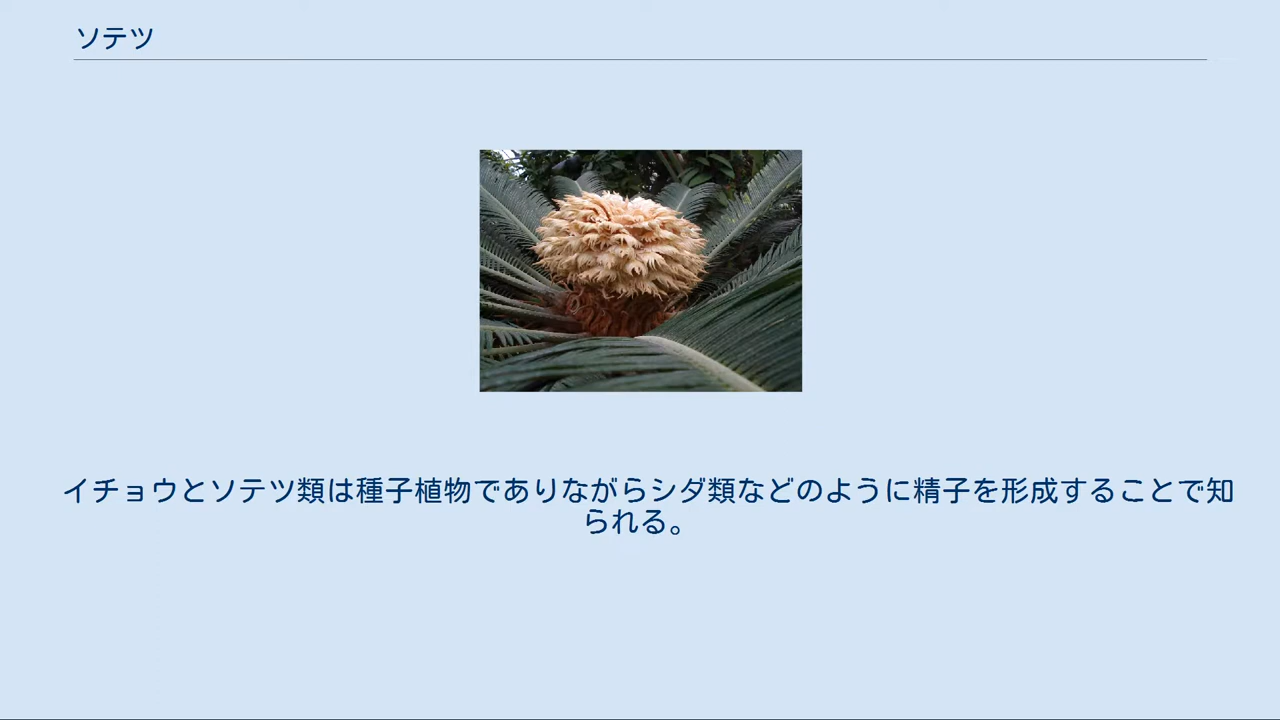 ソテツ
イチョウとソテツ類は種子植物でありながらシダ類などのように精子を形成することで知
られる。